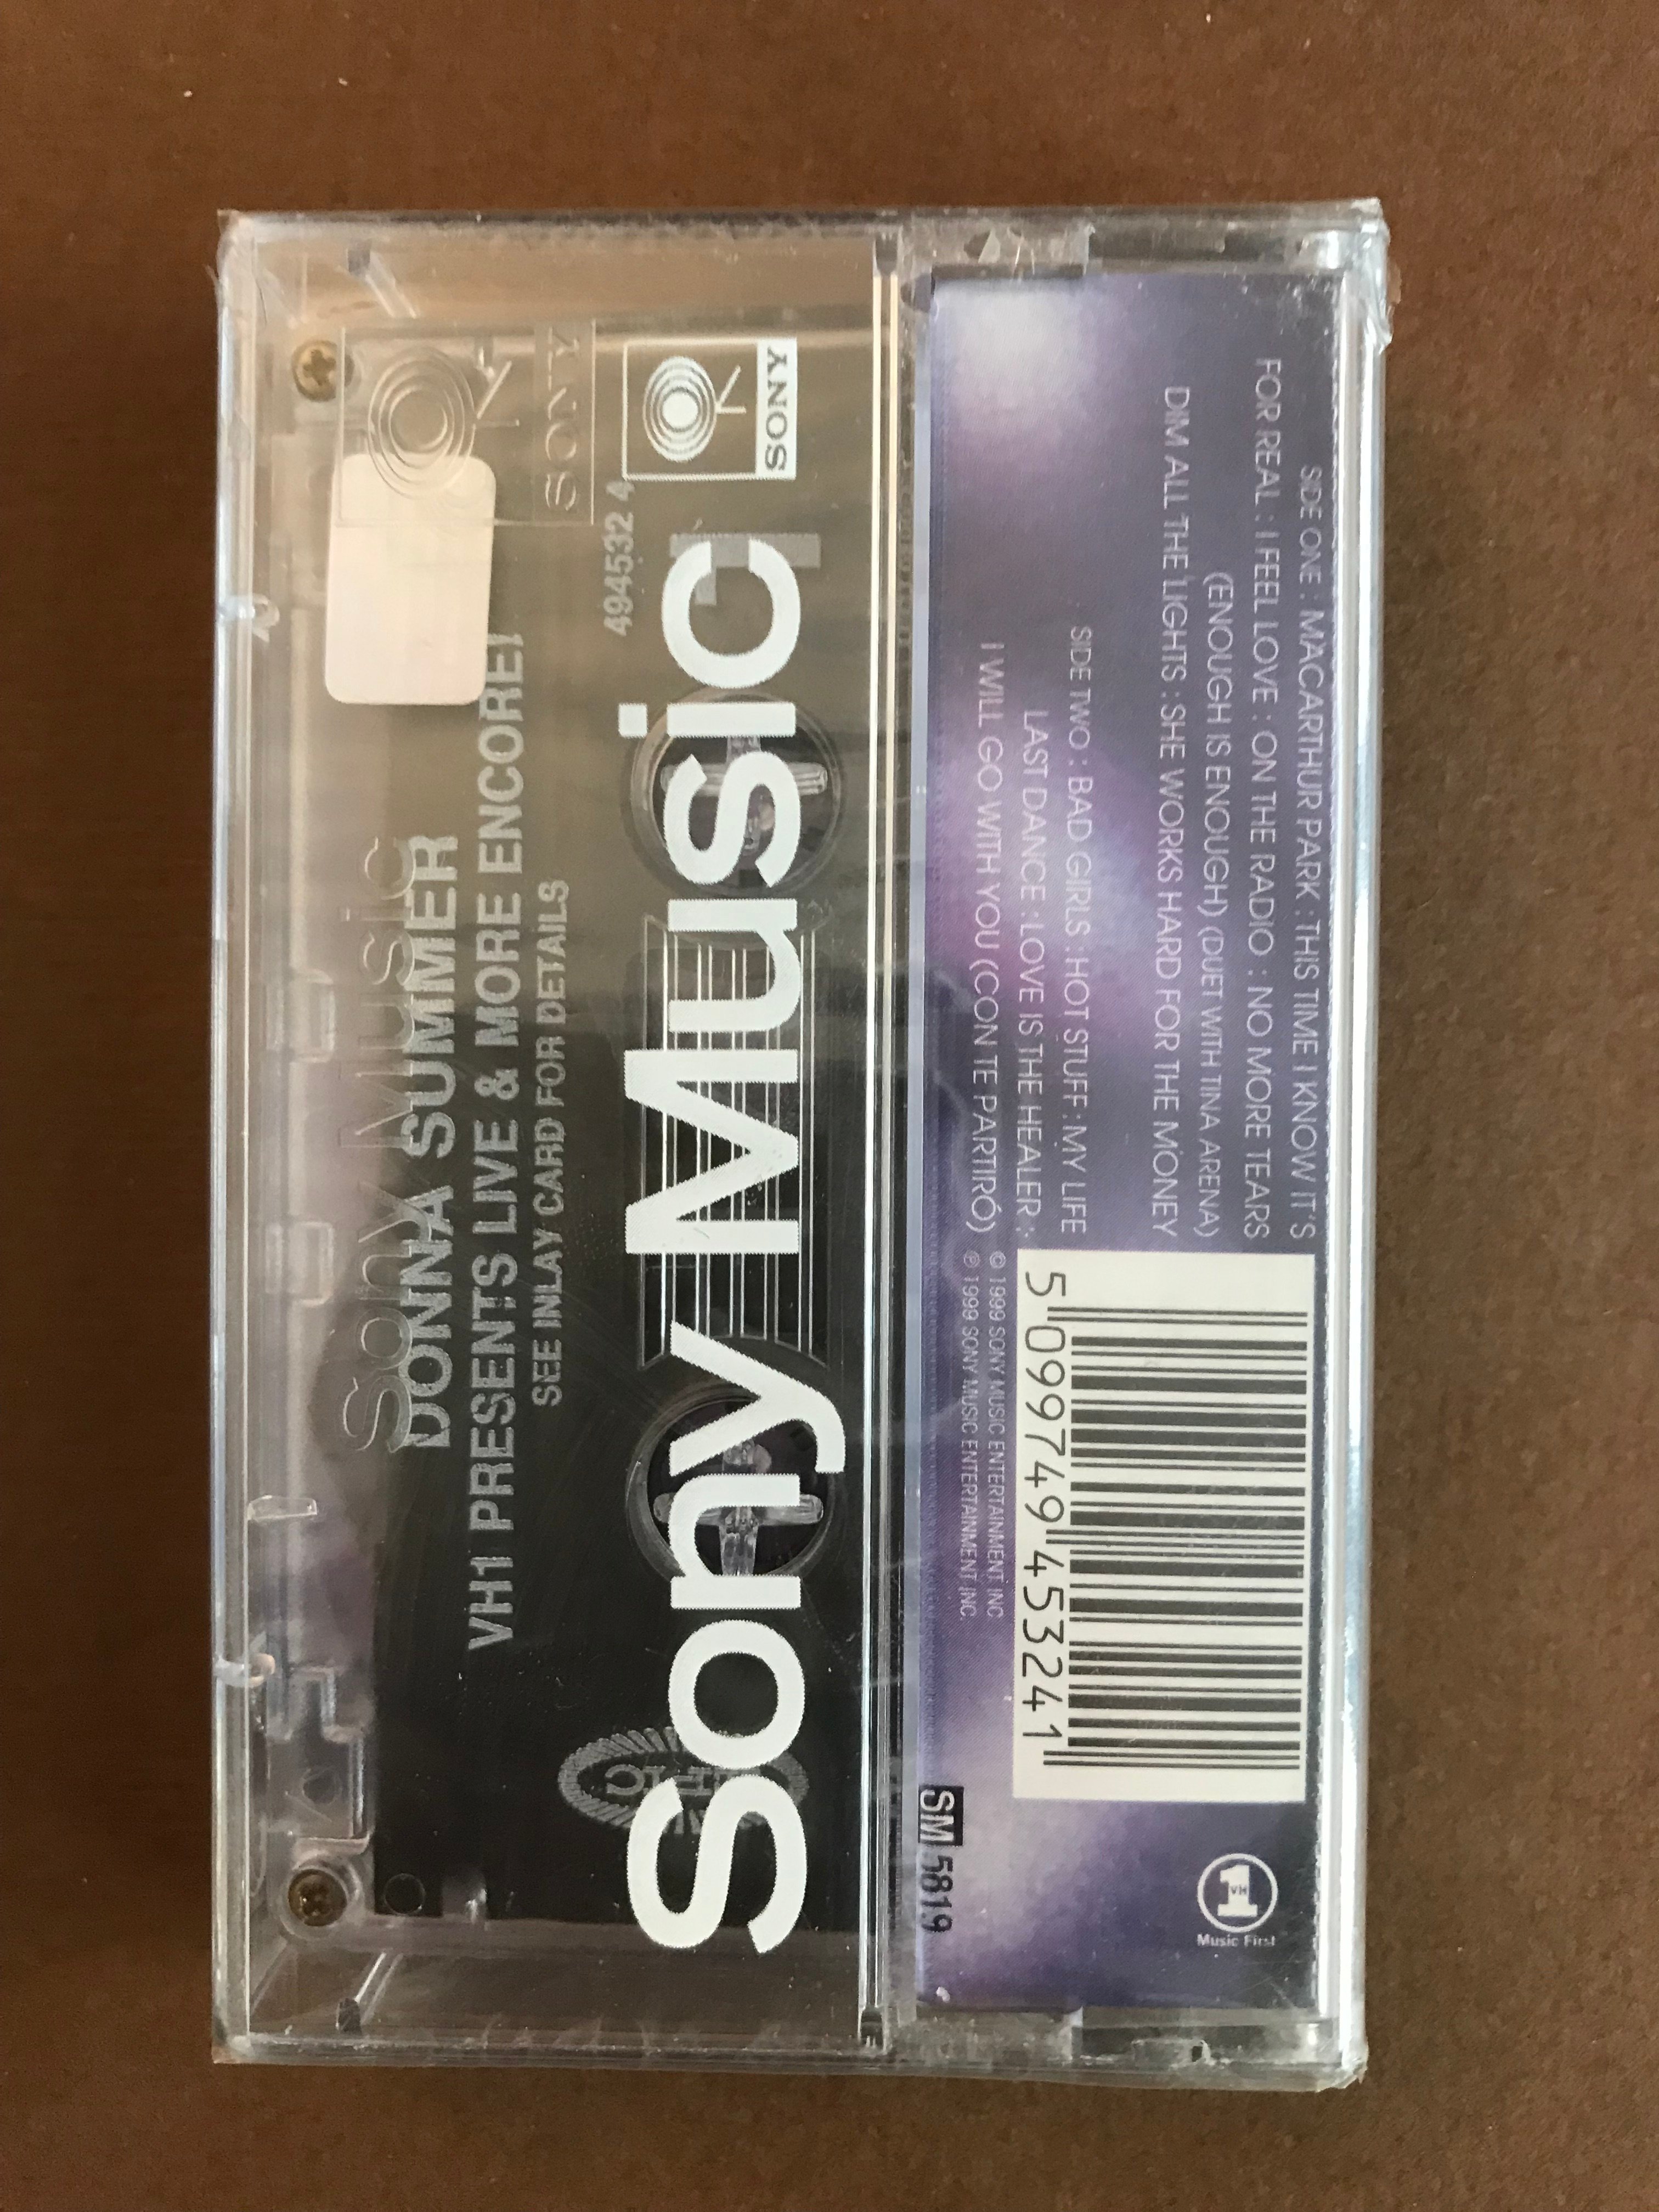 SIDE ONE : MACARTHUR PARK : THIS TIME I KNOW IT'S
FOR REAL : I FEEL LOVE : ON THE RADIO : NO MORE TEARS
(ENOUGH IS ENOUGH) (DUET WITH TINA ARENA)
DIM ALL THE LIGHTS : SHE WORKS HARD FOR THE MONEY
SIDE TWO : BAD GIRLS : HOT STUFF : MY LIFE
LAST DANCE : LOVE IS THE HEALER :
I WILL GO WITH YOU (CON TE PARTIRÓ)
© 1999 SONY MUSIC ENTERTAINMENT INC
℗ 1999 SONY MUSIC ENTERTAINMENT INC.
5 099749 453241
VH1
Music First
SM 5819
SONY
Sony Music
494532 4
SONY
Sony Music
DONNA SUMMER
VH1 PRESENTS LIVE & MORE ENCORE!
SEE INLAY CARD FOR DETAILS